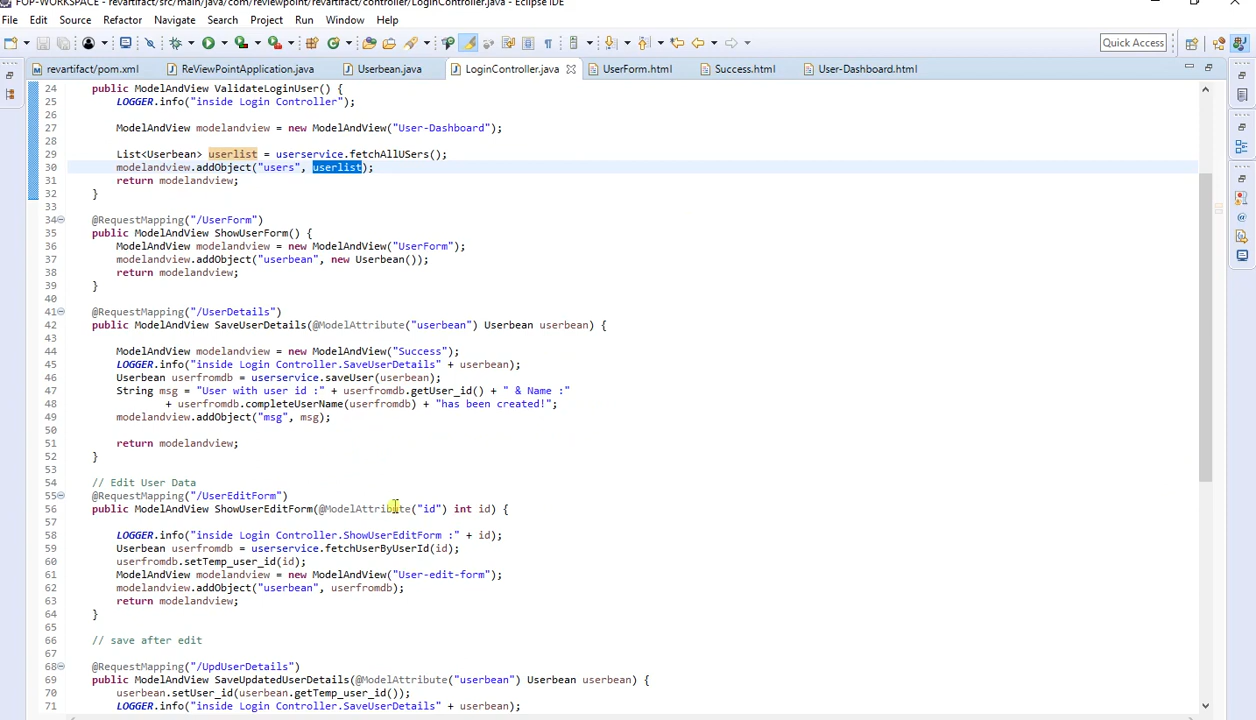 FOP-WORKSPACE - revartifact/src/main/java/com/reviewpoint/revartifact/controller/LoginController.java - Eclipse IDE
File Edit Source Refactor Navigate Search Project Run Window Help
Quick Access
revartifact/pom.xml ReViewPointApplication.java Userbean.java LoginController.java UserForm.html Success.html User-Dashboard.html
24 public ModelAndView ValidateLoginUser() {
25 LOGGER.info("inside Login Controller");
26
27 ModelAndView modelandview = new ModelAndView("User-Dashboard");
28
29 List<Userbean> userlist = userservice.fetchAllUSers();
30 modelandview.addObject("users", userlist);
31 return modelandview;
32 }
33
34 @RequestMapping("/UserForm")
35 public ModelAndView ShowUserForm() {
36 ModelAndView modelandview = new ModelAndView("UserForm");
37 modelandview.addObject("userbean", new Userbean());
38 return modelandview;
39 }
40
41 @RequestMapping("/UserDetails")
42 public ModelAndView SaveUserDetails(@ModelAttribute("userbean") Userbean userbean) {
43
44 ModelAndView modelandview = new ModelAndView("Success");
45 LOGGER.info("inside Login Controller.SaveUserDetails" + userbean);
46 Userbean userfromdb = userservice.saveUser(userbean);
47 String msg = "User with user id :" + userfromdb.getUser_id() + " & Name :"
48 + userfromdb.completeUserName(userfromdb) + "has been created!";
49 modelandview.addObject("msg", msg);
50
51 return modelandview;
52 }
53
54 // Edit User Data
55 @RequestMapping("/UserEditForm")
56 public ModelAndView ShowUserEditForm(@ModelAttribute("id") int id) {
57
58 LOGGER.info("inside Login Controller.ShowUserEditForm :" + id);
59 Userbean userfromdb = userservice.fetchUserByUserId(id);
60 userfromdb.setTemp_user_id(id);
61 ModelAndView modelandview = new ModelAndView("User-edit-form");
62 modelandview.addObject("userbean", userfromdb);
63 return modelandview;
64 }
65
66 // save after edit
67
68 @RequestMapping("/UpdUserDetails")
69 public ModelAndView SaveUpdatedUserDetails(@ModelAttribute("userbean") Userbean userbean) {
70 userbean.setUser_id(userbean.getTemp_user_id());
71 LOGGER.info("inside Login Controller.SaveUserDetails" + userbean);